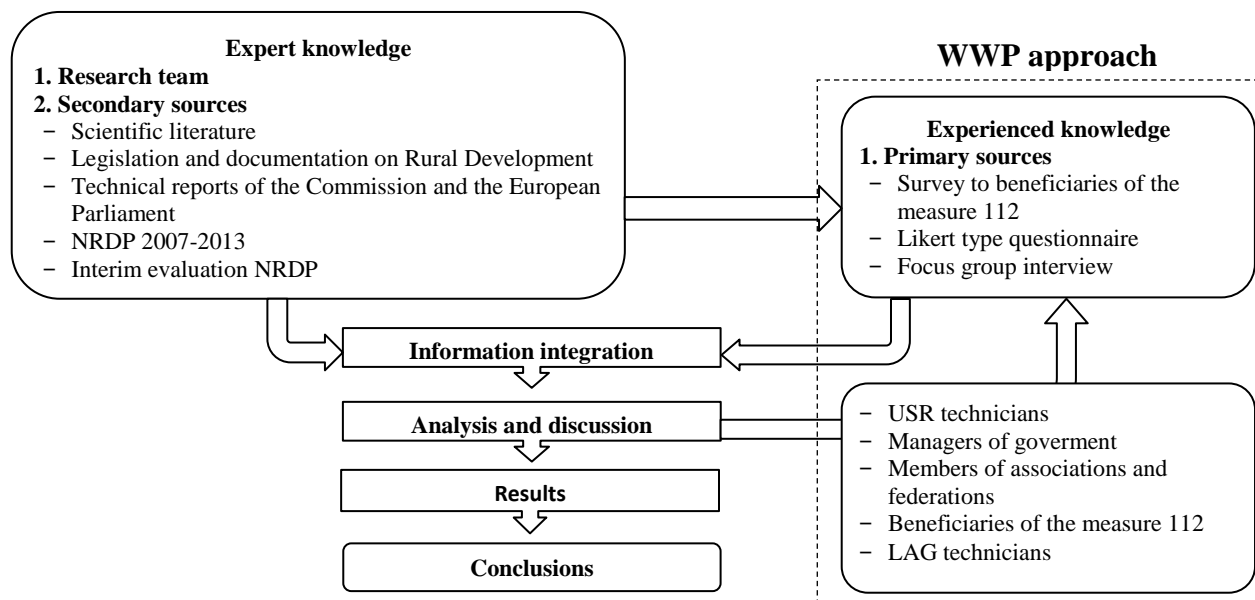 Expert knowledge
1. Research team
2. Secondary sources
− Scientific literature
− Legislation and documentation on Rural Development
− Technical reports of the Commission and the European
Parliament
− NRDP 2007-2013
− Interim evaluation NRDP
WWP approach
Experienced knowledge
1. Primary sources
− Survey to beneficiaries of the
measure 112
− Likert type questionnaire
− Focus group interview
Information integration
Analysis and discussion
Results
Conclusions
− USR technicians
− Managers of goverment
− Members of associations and
federations
− Beneficiaries of the measure 112
− LAG technicians